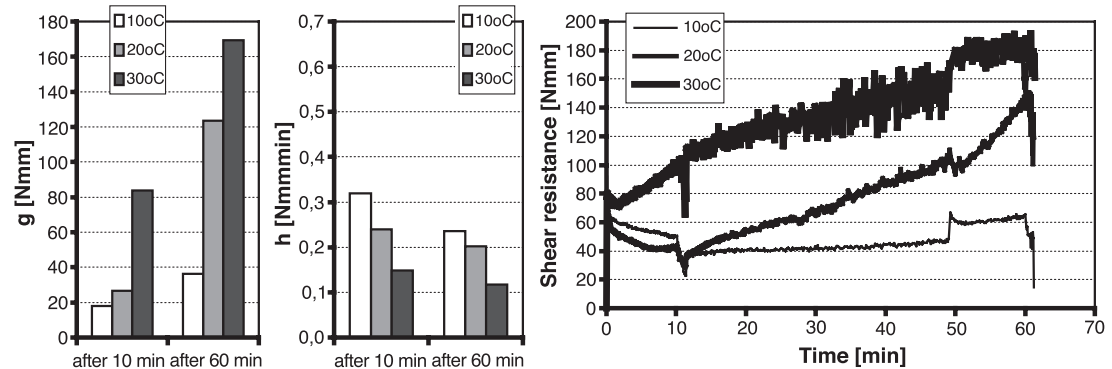 g [Nmm]
180
160
140
120
100
80
60
40
20
0
10oC
20oC
30oC
after 10 min after 60 min
h [Nmmmin]
0,7
0,6
0,5
0,4
0,3
0,2
0,1
0,0
10oC
20oC
30oC
after 10 min after 60 min
Shear resistance [Nmm]
200
180
160
140
120
100
80
60
40
20
0
10oC
20oC
30oC
0 10 20 30 40 50 60 70
Time [min]